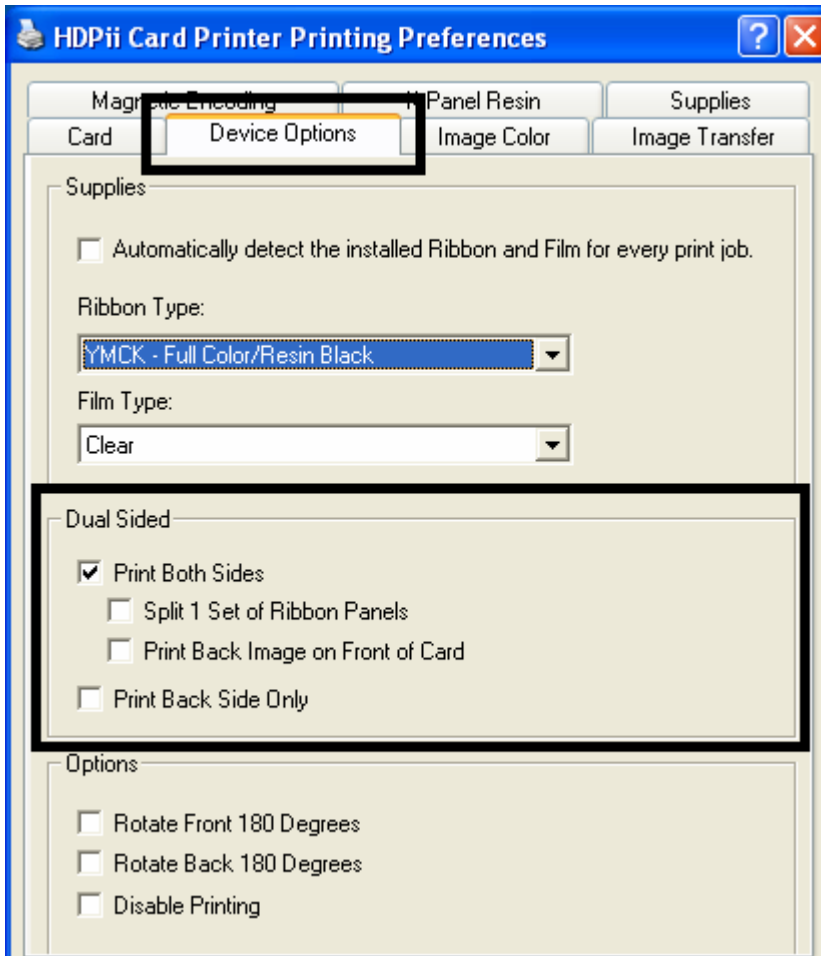 HDPii Card Printer Printing Preferences
Magnetic Encoding Panel Resin Supplies
Card Device Options Image Color Image Transfer
Supplies
Automatically detect the installed Ribbon and Film for every print job.
Ribbon Type:
YMCK - Full Color/Resin Black
Film Type:
Clear
Dual Sided
Print Both Sides
Split 1 Set of Ribbon Panels
Print Back Image on Front of Card
Print Back Side Only
Options
Rotate Front 180 Degrees
Rotate Back 180 Degrees
Disable Printing